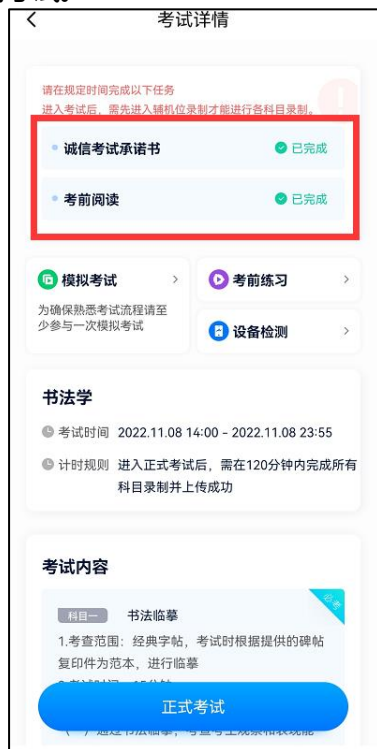 考试详情
请在规定时间完成以下任务
进入考试后，需先进入辅机位录制才能进行各科目录制。
诚信考试承诺书 已完成
考前阅读 已完成
模拟考试
为确保熟悉考试流程请至
少参与一次模拟考试
考前练习
设备检测
书法学
考试时间 2022.11.08 14:00 - 2022.11.08 23:55
计时规则 进入正式考试后，需在120分钟内完成所有
科目录制并上传成功
考试内容
必考
科目一 书法临摹
1.考查范围：经典字帖，考试时根据提供的碑帖
复印件为范本，进行临摹
正式考试